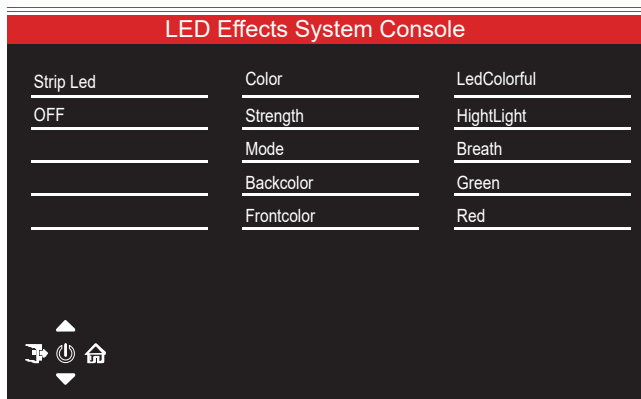 LED Effects System Console
Strip Led
OFF
Color
Strength
Mode
Backcolor
Frontcolor
LedColorful
HightLight
Breath
Green
Red